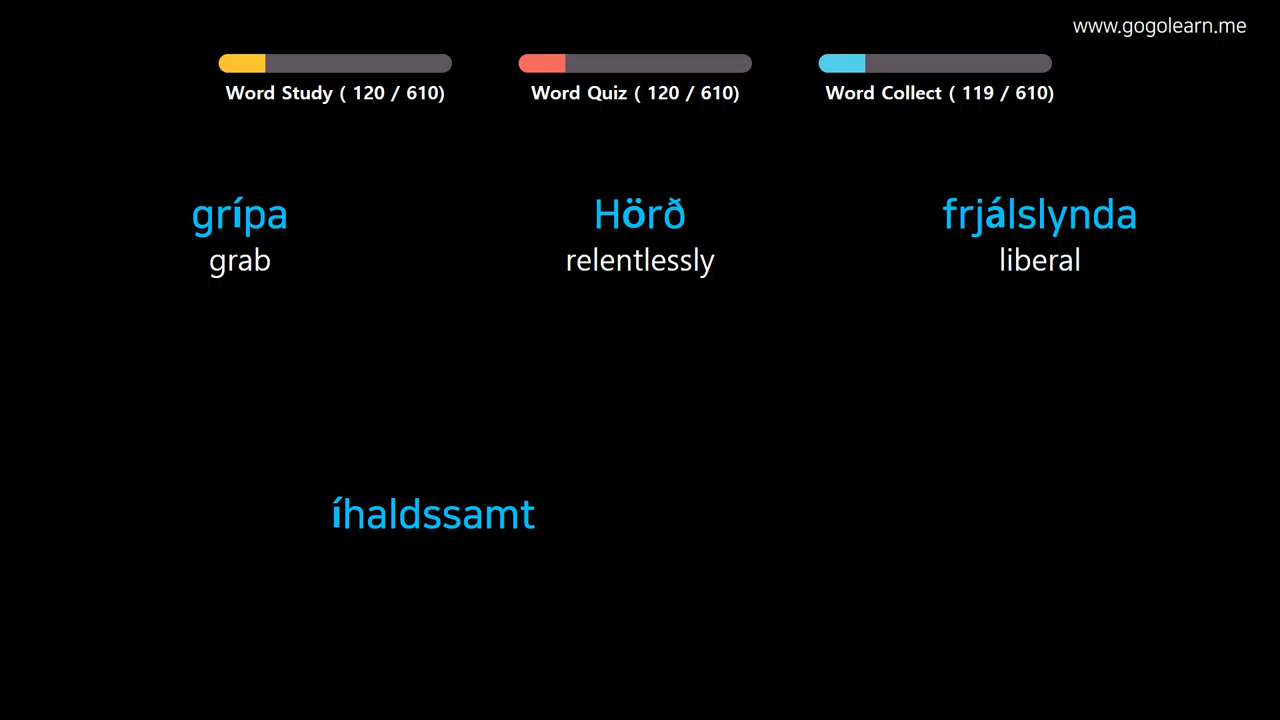 www.gogolearn.me
Word Study ( 120 / 610)
Word Quiz ( 120 / 610)
Word Collect ( 119 / 610)
grípa
grab
Hörð
relentlessly
frjálslynda
liberal
íhaldssamt